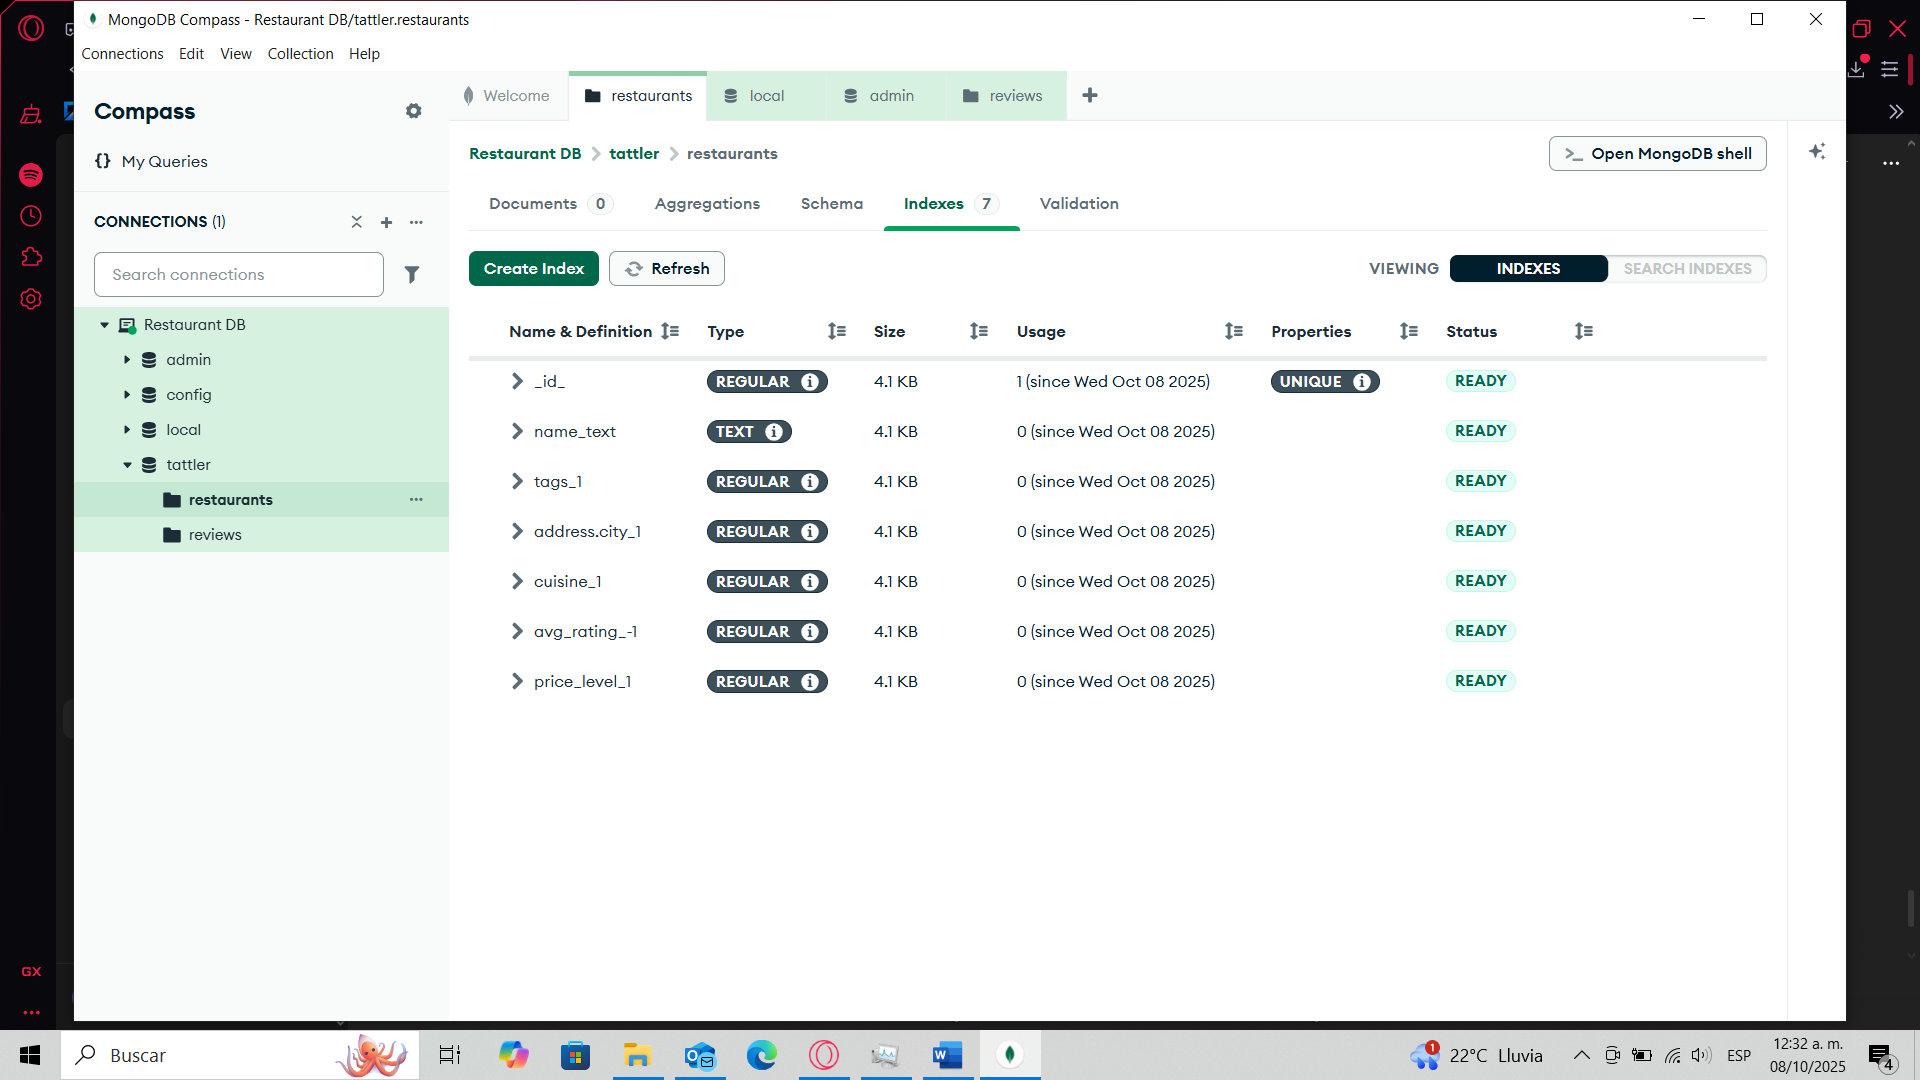 MongoDB Compass - Restaurant DB/tattler.restaurants
Connections Edit View Collection Help
Compass
My Queries
CONNECTIONS (1)
Search connections
Restaurant DB
admin
config
local
tattler
restaurants
reviews
Welcome restaurants local admin reviews
Restaurant DB tattler restaurants
Open MongoDB shell
Documents 0 Aggregations Schema Indexes 7 Validation
Create Index Refresh VIEWING INDEXES SEARCH INDEXES
Name & Definition Type Size Usage Properties Status
_id_ REGULAR 4.1 KB 1 (since Wed Oct 08 2025) UNIQUE READY
name_text TEXT 4.1 KB 0 (since Wed Oct 08 2025) READY
tags_1 REGULAR 4.1 KB 0 (since Wed Oct 08 2025) READY
address.city_1 REGULAR 4.1 KB 0 (since Wed Oct 08 2025) READY
cuisine_1 REGULAR 4.1 KB 0 (since Wed Oct 08 2025) READY
avg_rating_-1 REGULAR 4.1 KB 0 (since Wed Oct 08 2025) READY
price_level_1 REGULAR 4.1 KB 0 (since Wed Oct 08 2025) READY
GX
Buscar
1
22°C Lluvia
ESP
12:32 a. m.
08/10/2025
4